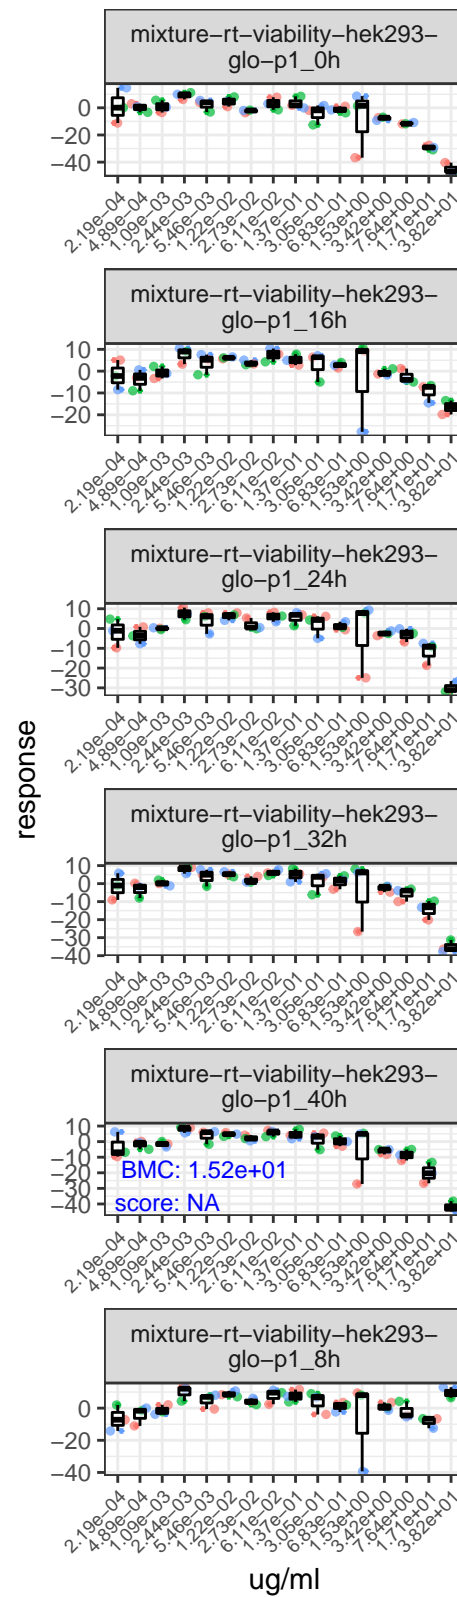 mixture−rt−viability−hek293−
glo−p1_0h
0
−20
−40
2.19e−04
4.89e−04
1.09e−03
2.44e−03
5.46e−03
1.22e−02
2.73e−02
6.11e−02
1.37e−01
3.05e−01
6.83e−01
1.53e+00
3.42e+00
7.64e+00
1.71e+01
3.82e+01
mixture−rt−viability−hek293−
glo−p1_16h
10
0
−10
−20
2.19e−04
4.89e−04
1.09e−03
2.44e−03
5.46e−03
1.22e−02
2.73e−02
6.11e−02
1.37e−01
3.05e−01
6.83e−01
1.53e+00
3.42e+00
7.64e+00
1.71e+01
3.82e+01
mixture−rt−viability−hek293−
glo−p1_24h
10
0
−10
−20
−30
2.19e−04
4.89e−04
1.09e−03
2.44e−03
5.46e−03
1.22e−02
2.73e−02
6.11e−02
1.37e−01
3.05e−01
6.83e−01
1.53e+00
3.42e+00
7.64e+00
1.71e+01
3.82e+01
response
mixture−rt−viability−hek293−
glo−p1_32h
10
0
−10
−20
−30
−40
2.19e−04
4.89e−04
1.09e−03
2.44e−03
5.46e−03
1.22e−02
2.73e−02
6.11e−02
1.37e−01
3.05e−01
6.83e−01
1.53e+00
3.42e+00
7.64e+00
1.71e+01
3.82e+01
mixture−rt−viability−hek293−
glo−p1_40h
10
0
−10
−20
−30
−40
BMC: 1.52e+01
score: NA
2.19e−04
4.89e−04
1.09e−03
2.44e−03
5.46e−03
1.22e−02
2.73e−02
6.11e−02
1.37e−01
3.05e−01
6.83e−01
1.53e+00
3.42e+00
7.64e+00
1.71e+01
3.82e+01
mixture−rt−viability−hek293−
glo−p1_8h
0
−20
−40
2.19e−04
4.89e−04
1.09e−03
2.44e−03
5.46e−03
1.22e−02
2.73e−02
6.11e−02
1.37e−01
3.05e−01
6.83e−01
1.53e+00
3.42e+00
7.64e+00
1.71e+01
3.82e+01
ug/ml